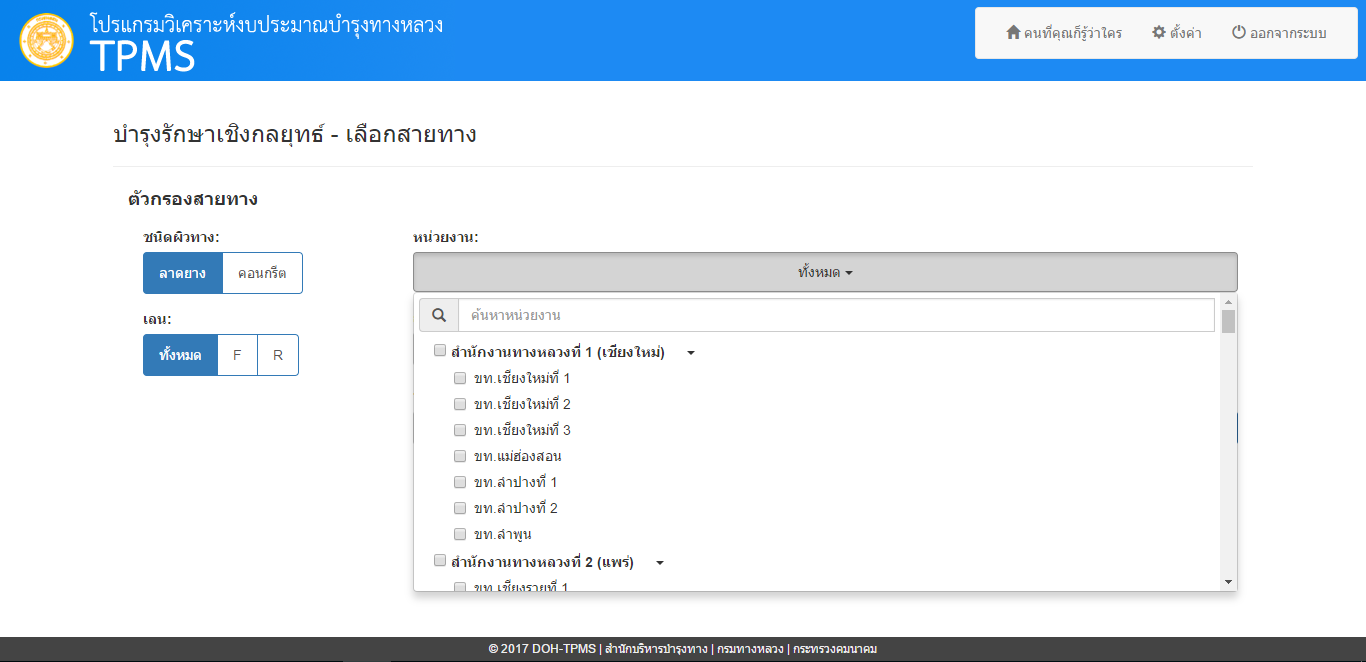 โปรแกรมวิเคราะห์งบประมาณบำรุงทางหลวง
TPMS
คนที่คุณก็รู้ว่าใคร ตั้งค่า ออกจากระบบ
บำรุงรักษาเชิงกลยุทธ์ - เลือกสายทาง
ตัวกรองสายทาง
ชนิดผิวทาง:
ลาดยาง คอนกรีต
เลน:
ทั้งหมด F R
หน่วยงาน:
ทั้งหมด
ค้นหาหน่วยงาน
สำนักงานทางหลวงที่ 1 (เชียงใหม่)
ขท.เชียงใหม่ที่ 1
ขท.เชียงใหม่ที่ 2
ขท.เชียงใหม่ที่ 3
ขท.แม่ฮ่องสอน
ขท.ลำปางที่ 1
ขท.ลำปางที่ 2
ขท.ลำพูน
สำนักงานทางหลวงที่ 2 (แพร่)
ขท.เชียงรายที่ 1
© 2017 DOH-TPMS | สำนักบริหารบำรุงทาง | กรมทางหลวง | กระทรวงคมนาคม